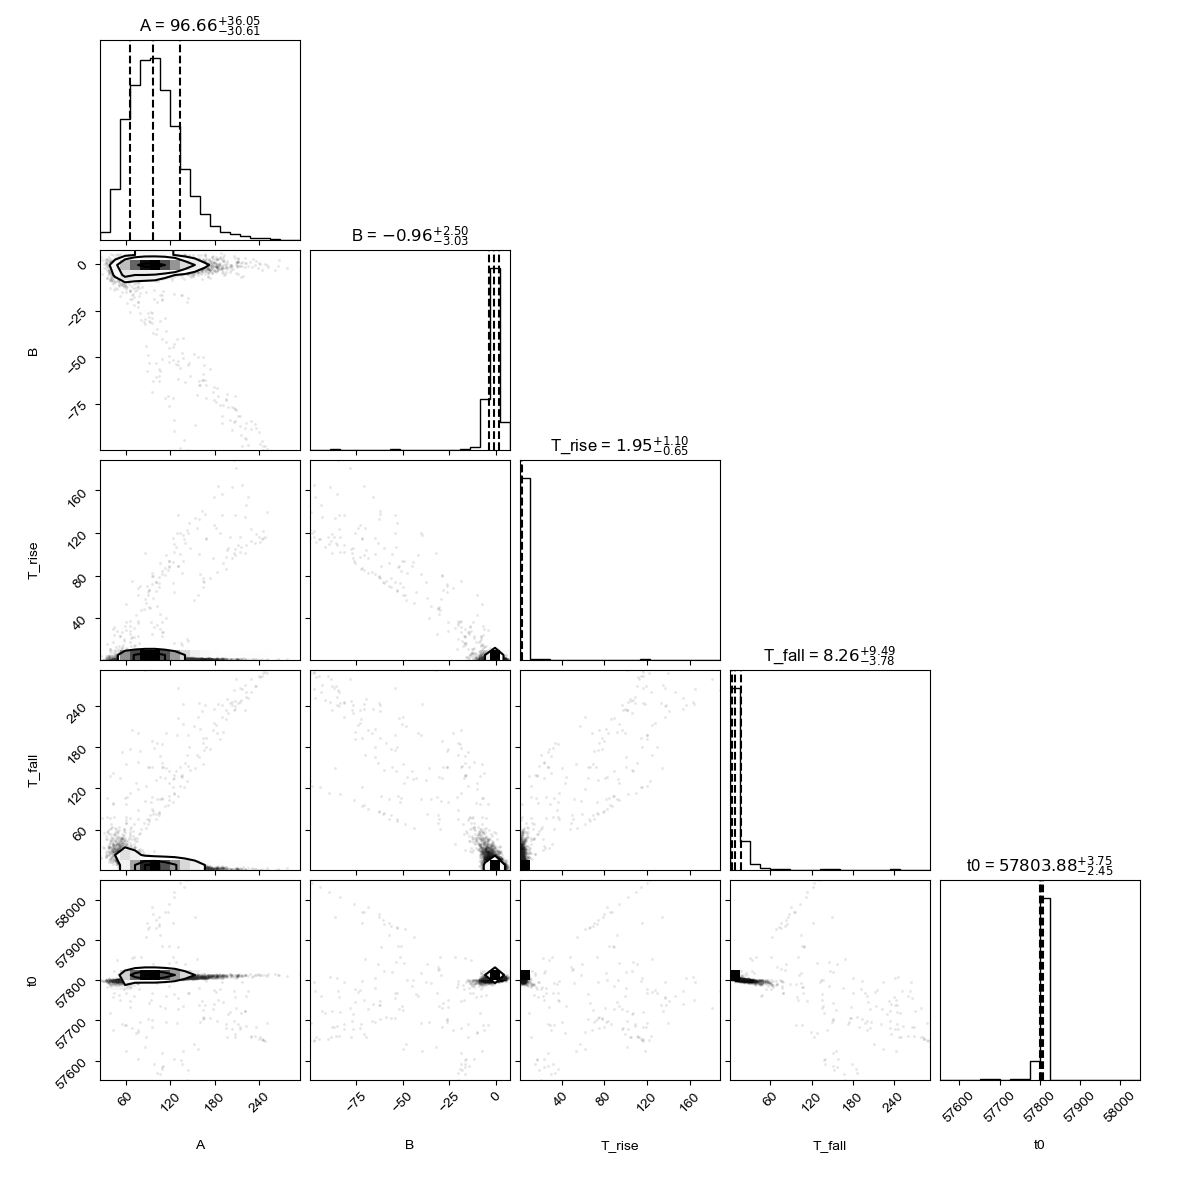 A = 96.66^{+36.05}_{−30.61}
B = −0.96^{+2.50}_{−3.03}
0
−25
−50
−75
B
T_rise = 1.95^{+1.10}_{−0.65}
160
120
80
40
T_rise
T_fall = 8.26^{+9.49}_{−3.78}
240
180
120
60
T_fall
t0 = 57803.88^{+3.75}_{−2.45}
58000
57900
57800
57700
57600
t0
60 120 180 240 −75 −50 −25 0 40 80 120 160 60 120 180 240 57600 57700 57800 57900 58000
A B T_rise T_fall t0